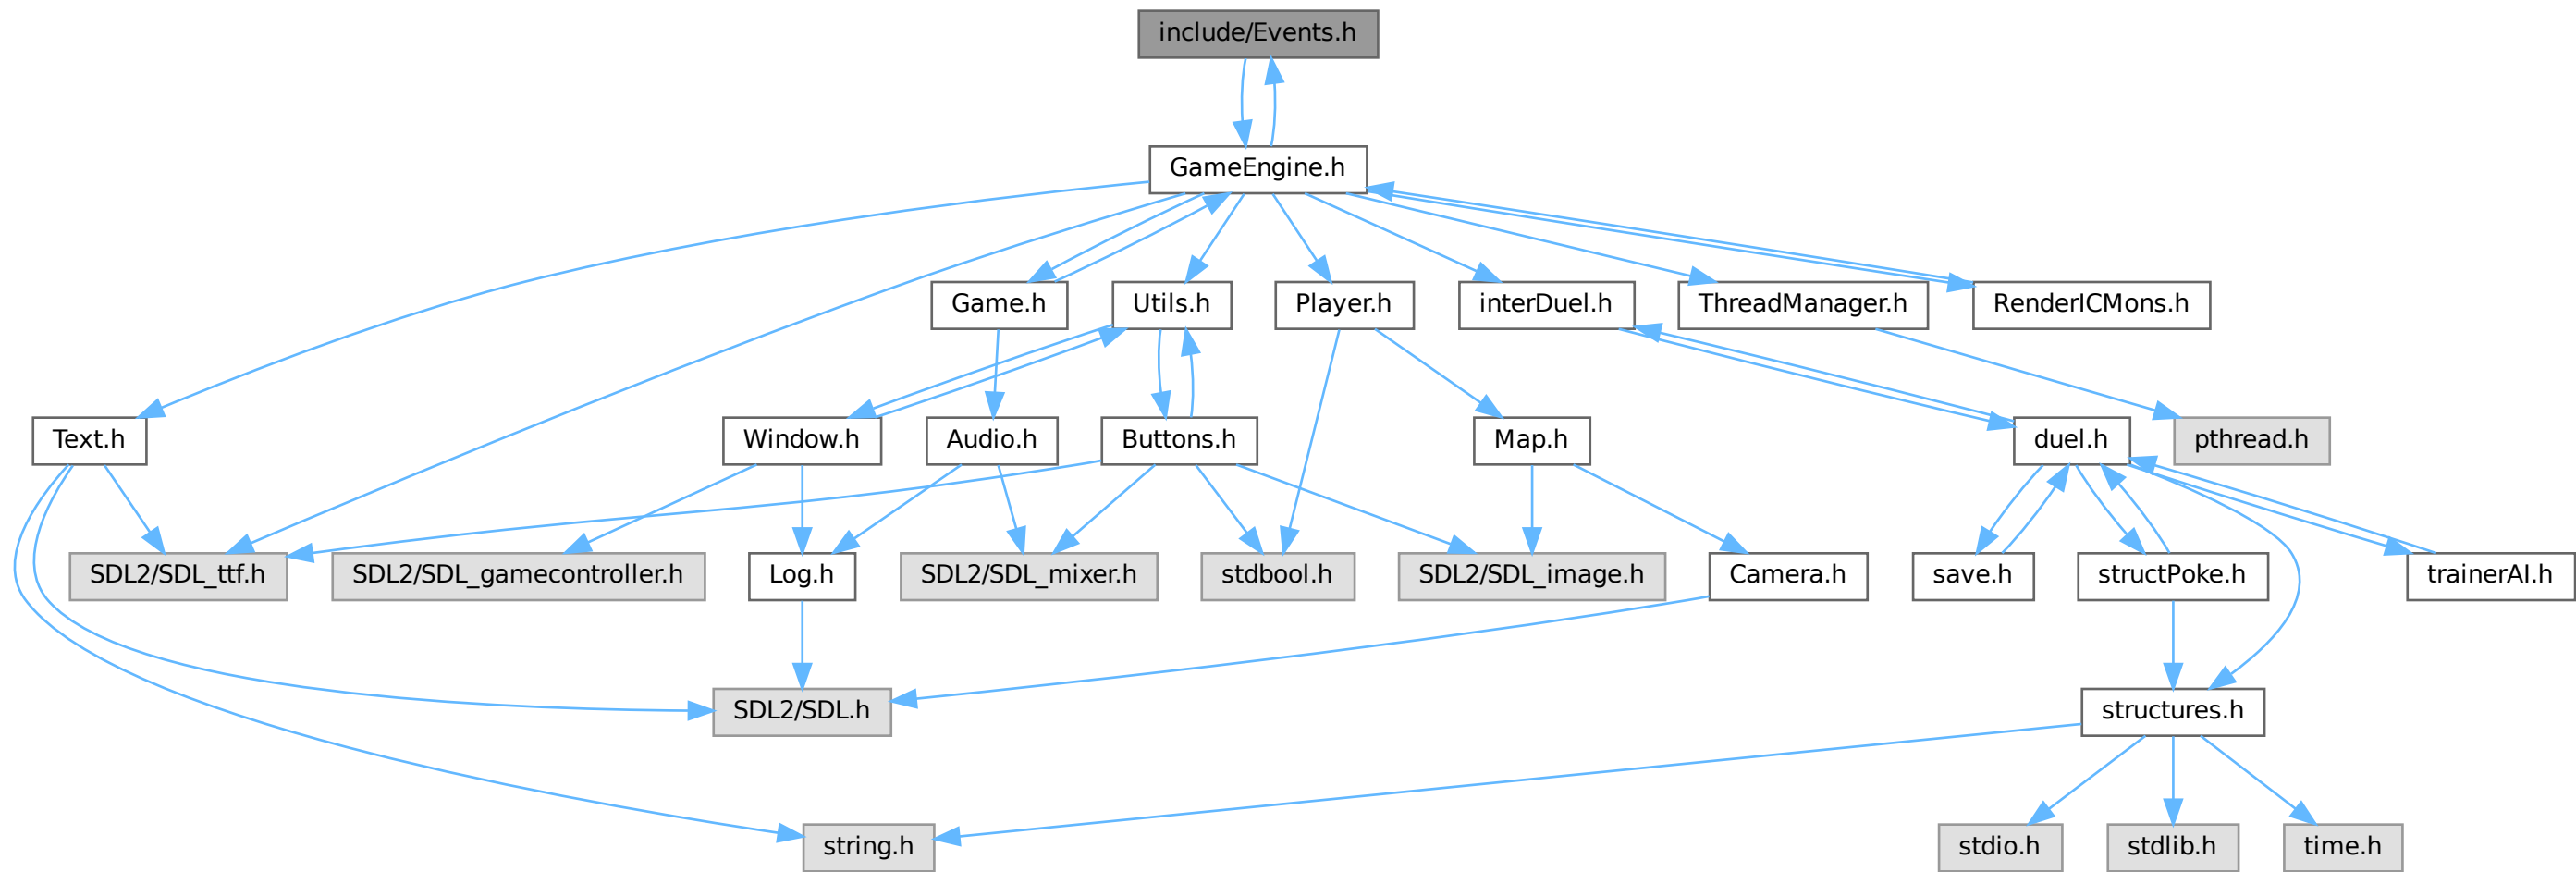 include/Events.h
GameEngine.h
Game.h
Utils.h
Player.h
interDuel.h
ThreadManager.h
RenderICMons.h
Text.h
Window.h
Audio.h
Buttons.h
Map.h
duel.h
pthread.h
SDL2/SDL_ttf.h
SDL2/SDL_gamecontroller.h
Log.h
SDL2/SDL_mixer.h
stdbool.h
SDL2/SDL_image.h
Camera.h
save.h
structPoke.h
trainerAI.h
SDL2/SDL.h
structures.h
string.h
stdio.h
stdlib.h
time.h